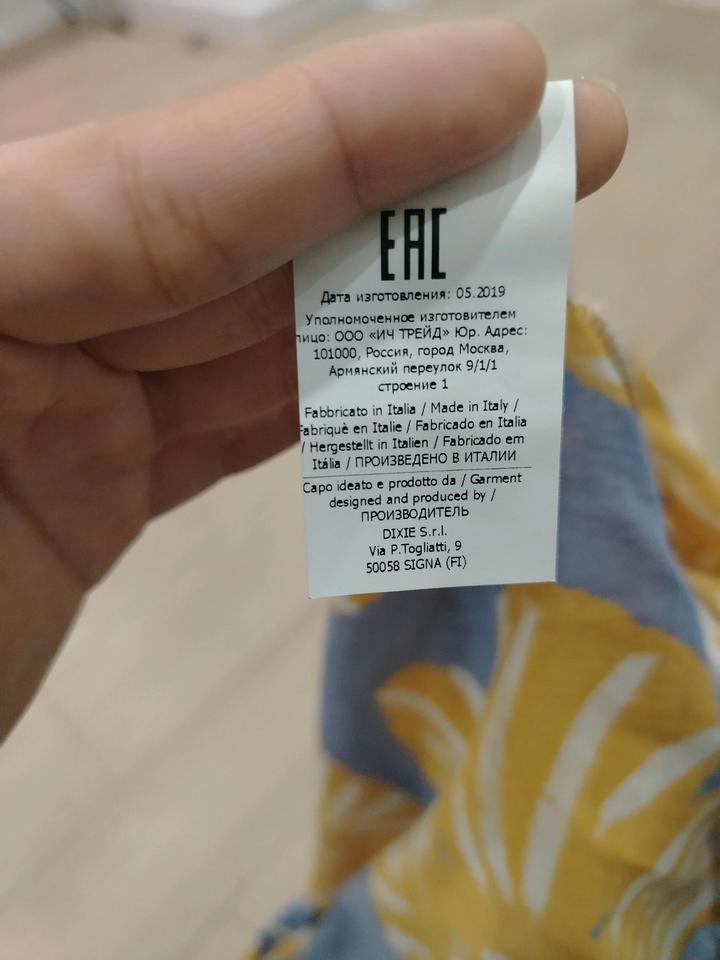 EAC
Дата изготовления: 05.2019
Уполномоченное изготовителем
лицо: ООО «ИЧ ТРЕЙД» Юр. Адрес:
101000, Россия, город Москва,
Армянский переулок 9/1/1
строение 1
Fabbricato in Italia / Made in Italy /
Fabriquè en Italie / Fabricado en Italia
/ Hergestellt in Italien / Fabricado em
Itália / ПРОИЗВЕДЕНО В ИТАЛИИ
Capo ideato e prodotto da / Garment
designed and produced by /
ПРОИЗВОДИТЕЛЬ
DIXIE S.r.l.
Via P.Togliatti, 9
50058 SIGNA (FI)